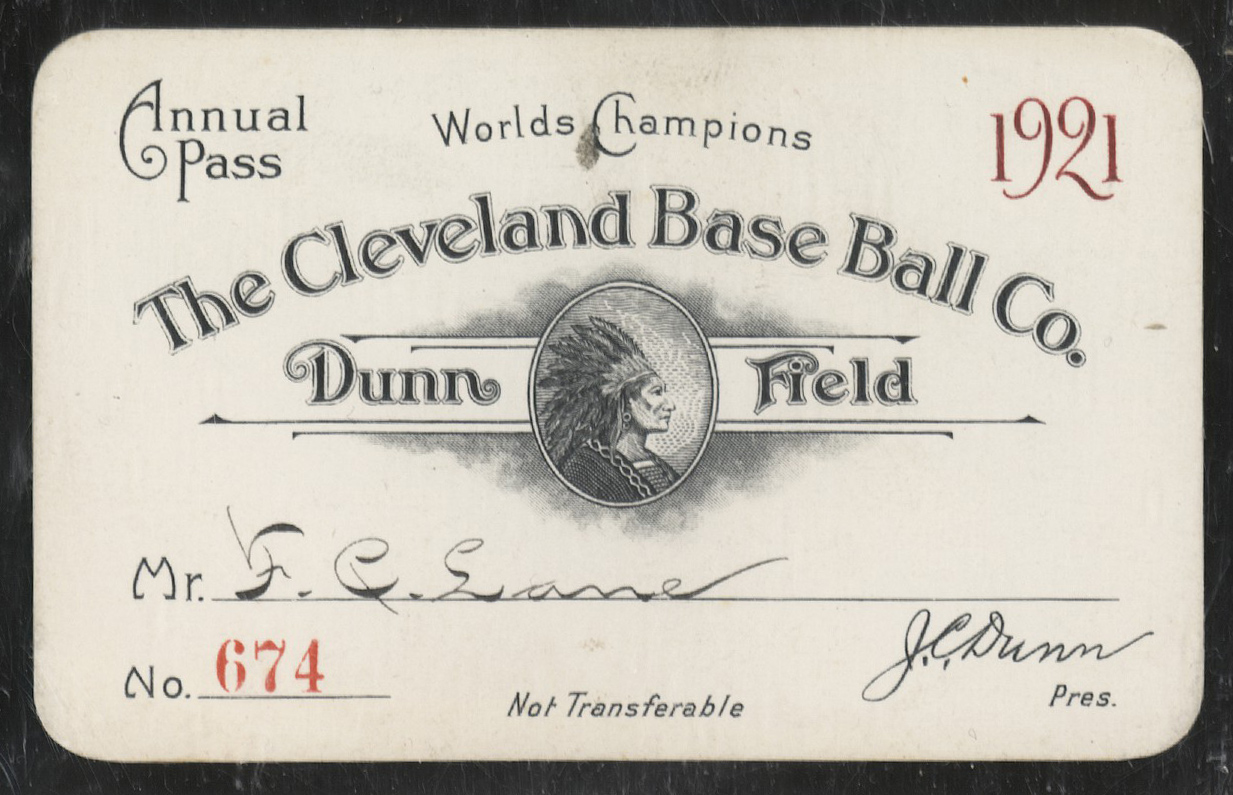 Annual Pass
Worlds Champions
1921
The Cleveland Base Ball Co.
Dunn Field
Mr. F. C. Lane
No. 674
J.C. Dunn
Pres.
Not Transferable